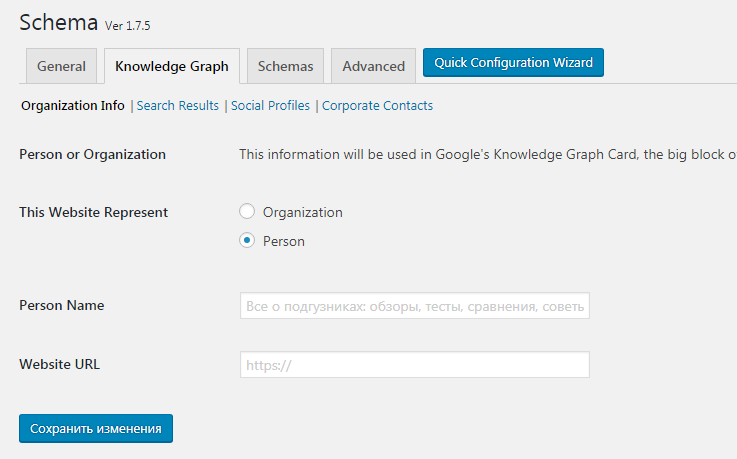 Schema Ver 1.7.5
General Knowledge Graph Schemas Advanced Quick Configuration Wizard
Organization Info | Search Results | Social Profiles | Corporate Contacts
Person or Organization This information will be used in Google's Knowledge Graph Card, the big block o
This Website Represent Organization
Person
Person Name Все о подгузниках: обзоры, тесты, сравнения, советы
Website URL https://
Сохранить изменения